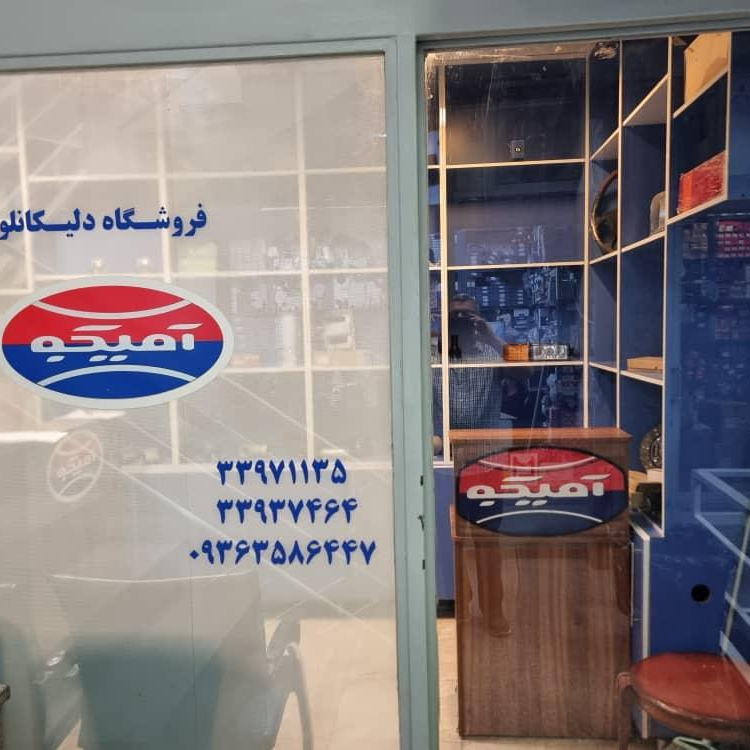 فروشگاه دلیکانلو
آمیکو
۳۳۹۷۱۱۳۵
۳۳۹۳۷۴۶۴
۰۹۳۶۳۵۸۶۴۴۷
آمیکو